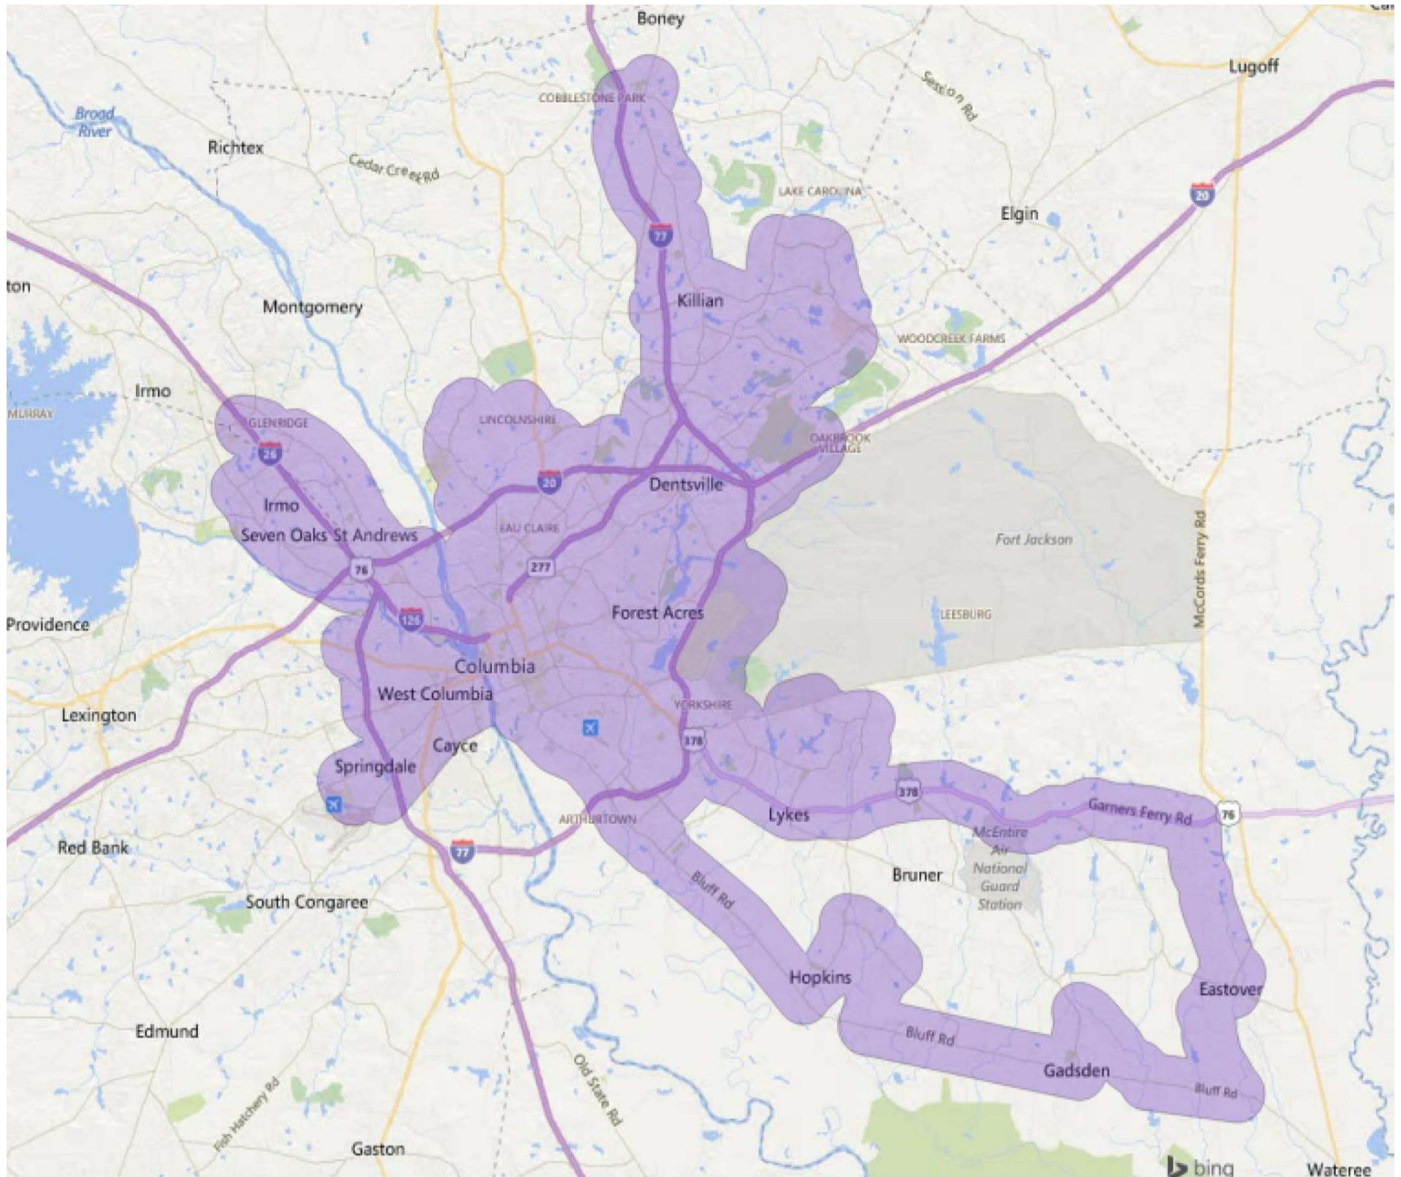 Boney
Lugoff
COBBLESTONE PARK
Session Rd
Broad
River
Richtex
Cedar Creek Rd
LAKE CAROLINA
20
Elgin
77
ton
Montgomery
Killian
WOODCREEK FARMS
Irmo
MURRAY
GLENRIDGE
LINCOLNSHIRE
OAKBROOK
VILLAGE
26
20
Dentsville
Irmo
Seven Oaks
St Andrews
EAU CLAIRE
Fort Jackson
McCords Ferry Rd
76
277
Forest Acres
LEESBURG
126
Providence
Columbia
West Columbia
Lexington
YORKSHIRE
378
Cayce
Springdale
378
Lykes
Garners Ferry Rd
76
ARTHURTOWN
McEntire
Air
National
Guard
Station
Red Bank
77
Bruner
Bluff Rd
South Congaree
Hopkins
Eastover
Edmund
Bluff Rd
Gadsden
Bluff Rd
Old State Rd
Fish Hatchery Rd
Gaston
bing
Wateree